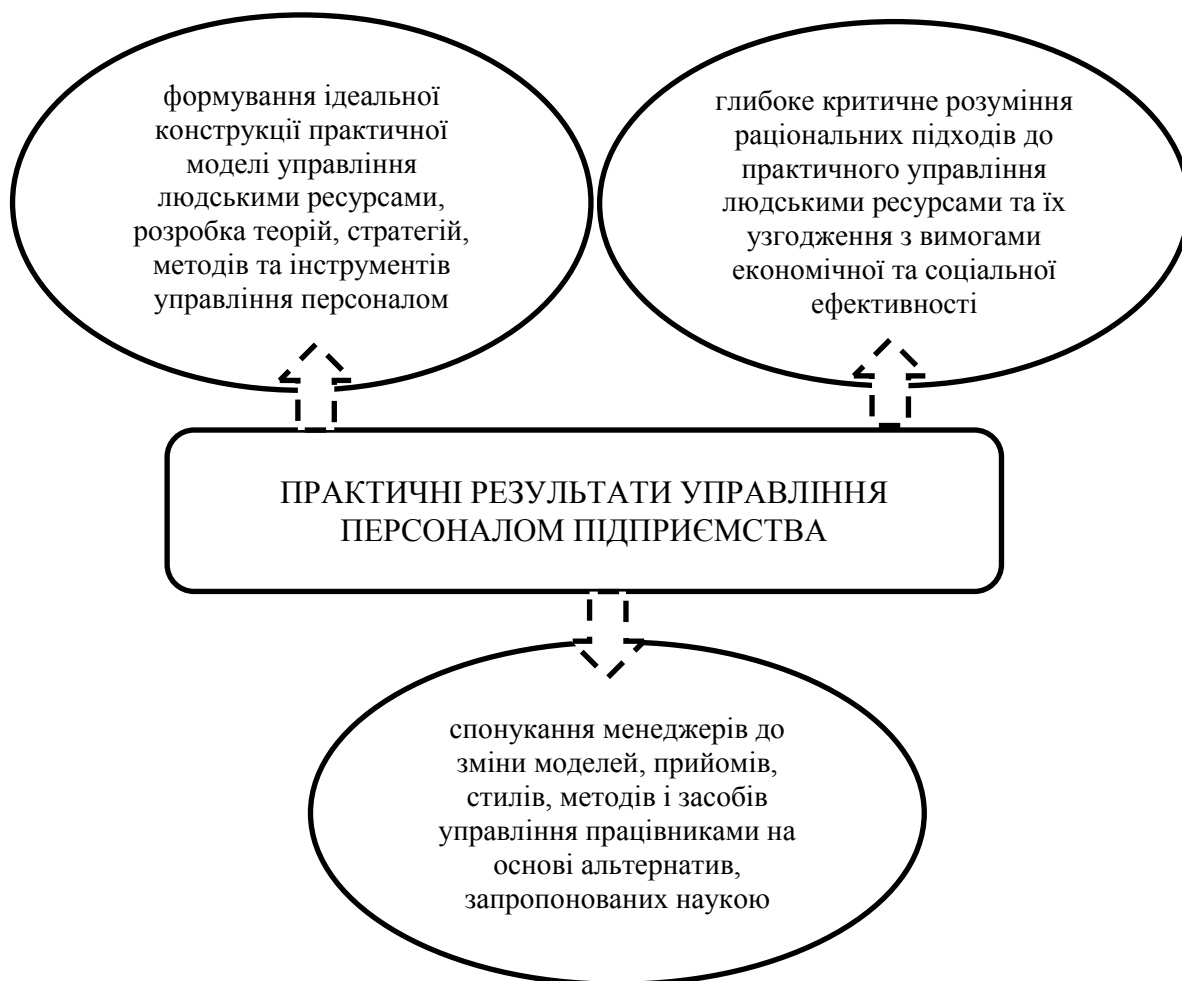 формування ідеальної
конструкції практичної
моделі управління
людськими ресурсами,
розробка теорій, стратегій,
методів та інструментів
управління персоналом
глибоке критичне розуміння
раціональних підходів до
практичного управління
людськими ресурсами та їх
узгодження з вимогами
економічної та соціальної
ефективності
ПРАКТИЧНІ РЕЗУЛЬТАТИ УПРАВЛІННЯ
ПЕРСОНАЛОМ ПІДПРИЄМСТВА
спонукання менеджерів до
зміни моделей, прийомів,
стилів, методів і засобів
управління працівниками на
основі альтернатив,
запропонованих наукою